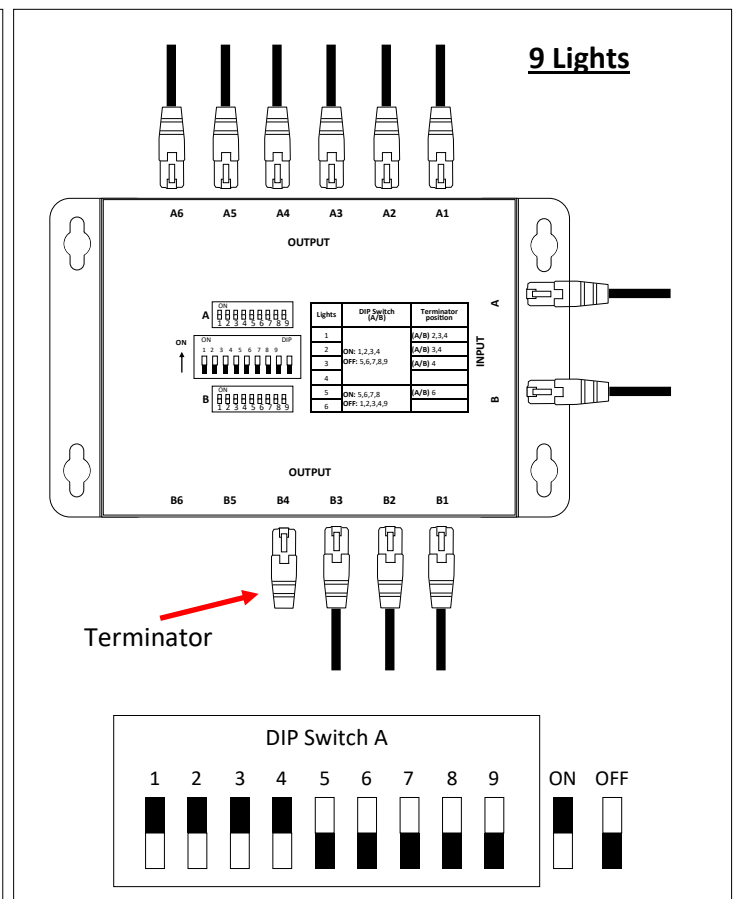 9 Lights
A6 A5 A4 A3 A2 A1
OUTPUT
A
INPUT
B
A
ON
1 2 3 4 5 6 7 8 9
ON
ON DIP
1 2 3 4 5 6 7 8 9
B
ON
1 2 3 4 5 6 7 8 9
Lights DIP Switch (A/B) Terminator position
1 (A/B) 2,3,4
2 ON: 1,2,3,4 (A/B) 3,4
3 OFF: 5,6,7,8,9 (A/B) 4
4
5 ON: 5,6,7,8 (A/B) 6
6 OFF: 1,2,3,4,9
OUTPUT
B6 B5 B4 B3 B2 B1
Terminator
DIP Switch A
1 2 3 4 5 6 7 8 9 ON OFF